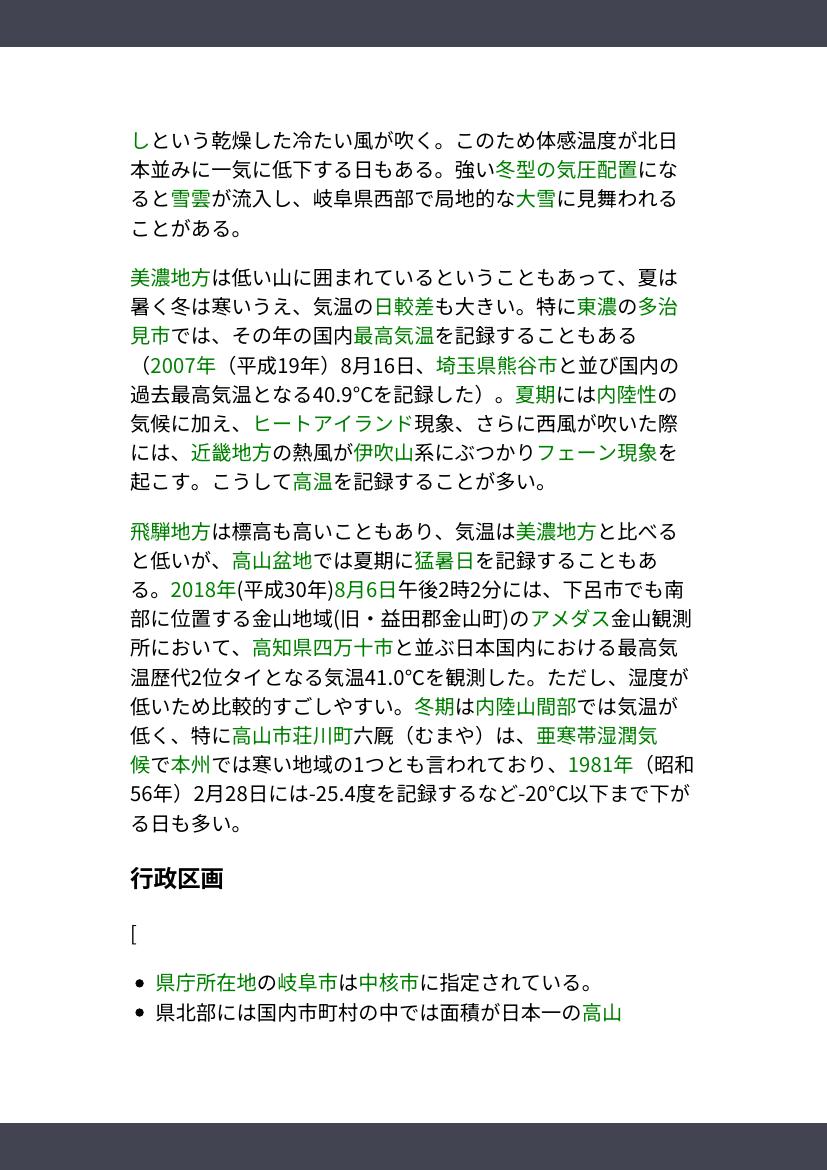 しという乾燥した冷たい風が吹く。このため体感温度が北日
本並みに一気に低下する日もある。強い冬型の気圧配置にな
ると雪雲が流入し、岐阜県西部で局地的な大雪に見舞われる
ことがある。
美濃地方は低い山に囲まれているということもあって、夏は
暑く冬は寒いうえ、気温の日較差も大きい。特に東濃の多治
見市では、その年の国内最高気温を記録することもある
（2007年（平成19年）8月16日、埼玉県熊谷市と並び国内の
過去最高気温となる40.9℃を記録した）。夏期には内陸性の
気候に加え、ヒートアイランド現象、さらに西風が吹いた際
には、近畿地方の熱風が伊吹山系にぶつかりフェーン現象を
起こす。こうして高温を記録することが多い。
飛騨地方は標高も高いこともあり、気温は美濃地方と比べる
と低いが、高山盆地では夏期に猛暑日を記録することもあ
る。2018年(平成30年)8月6日午後2時2分には、下呂市でも南
部に位置する金山地域(旧・益田郡金山町)のアメダス金山観測
所において、高知県四万十市と並ぶ日本国内における最高気
温歴代2位タイとなる気温41.0℃を観測した。ただし、湿度が
低いため比較的すごしやすい。冬期は内陸山間部では気温が
低く、特に高山市荘川町六厩（むまや）は、亜寒帯湿潤気
候で本州では寒い地域の1つとも言われており、1981年（昭和
56年）2月28日には-25.4度を記録するなど-20℃以下まで下が
る日も多い。
行政区画
[
• 県庁所在地の岐阜市は中核市に指定されている。
• 県北部には国内市町村の中では面積が日本一の高山